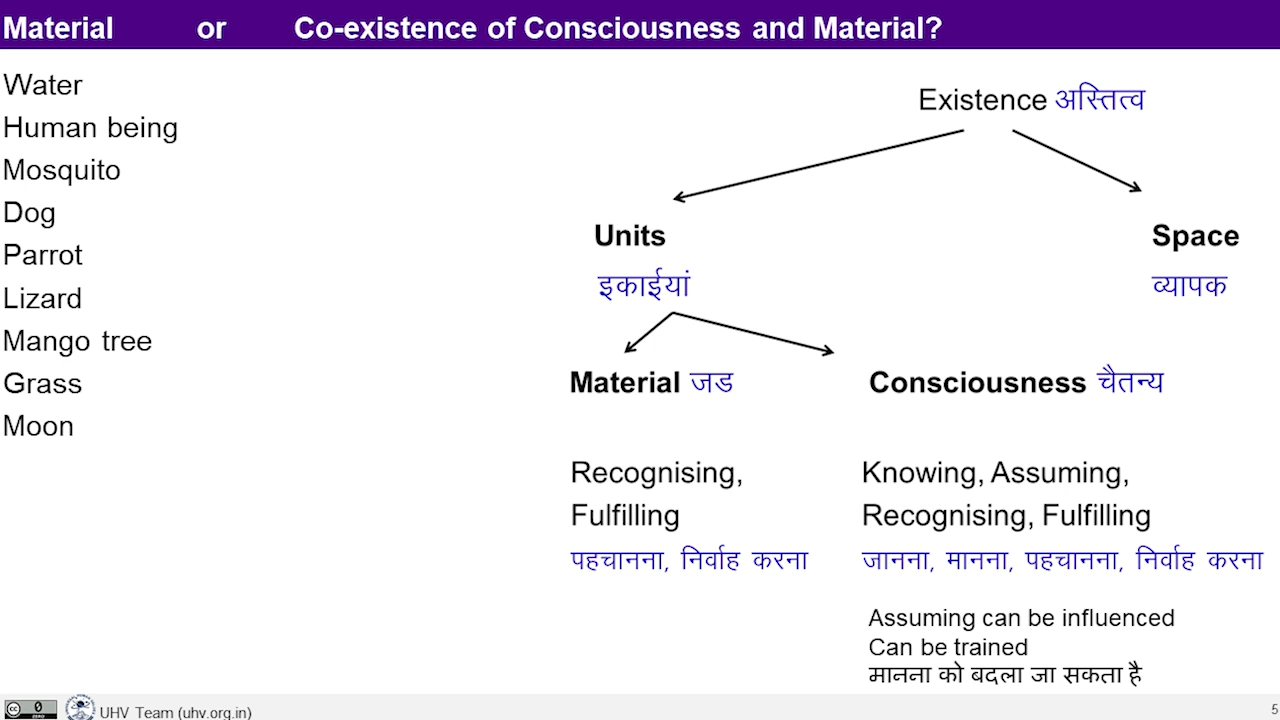 Material or Co-existence of Consciousness and Material?
Water
Human being
Mosquito
Dog
Parrot
Lizard
Mango tree
Grass
Moon
Existence अस्तित्व
Units Space
इकाईयां व्यापक
Material जड Consciousness चैतन्य
Recognising, Knowing, Assuming,
Fulfilling Recognising, Fulfilling
पहचानना, निर्वाह करना जानना, मानना, पहचानना, निर्वाह करना
Assuming can be influenced
Can be trained
मानना को बदला जा सकता है
cc 0 ZERO UHV Team (uhv.org.in) 5